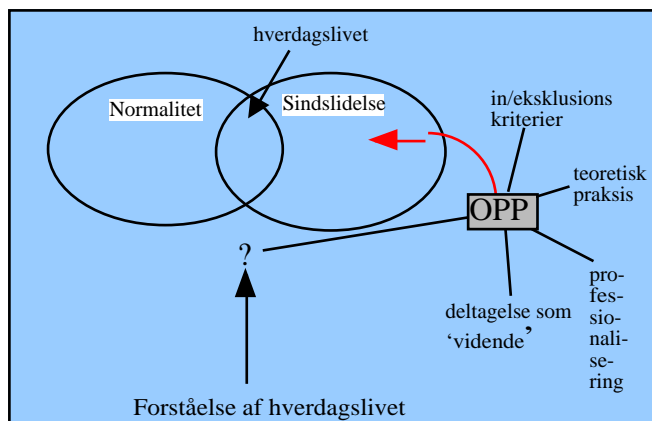 hverdagslivet
Normalitet
Sindslidelse
in/eksklusions
kriterier
teoretisk
praksis
OPP
?
deltagelse som
‘vidende’
pro-
fes-
sio-
nali-
se-
ring
Forståelse af hverdagslivet